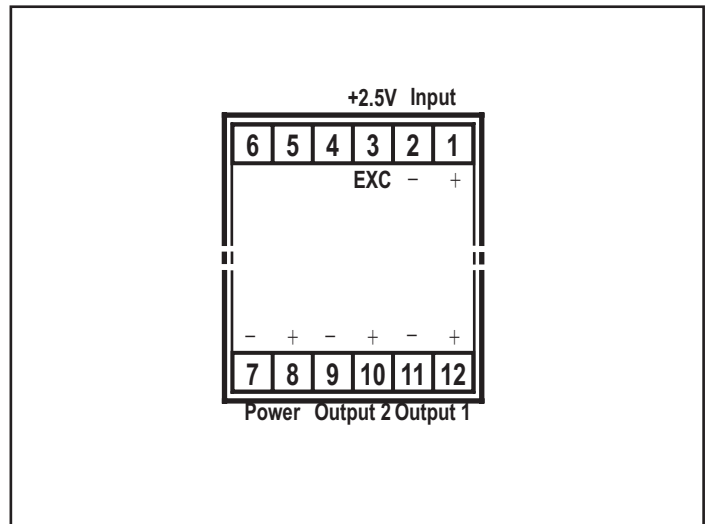 +2.5V Input
6 5 4 3 2 1
EXC − +
− + − + − +
7 8 9 10 11 12
Power Output 2 Output 1